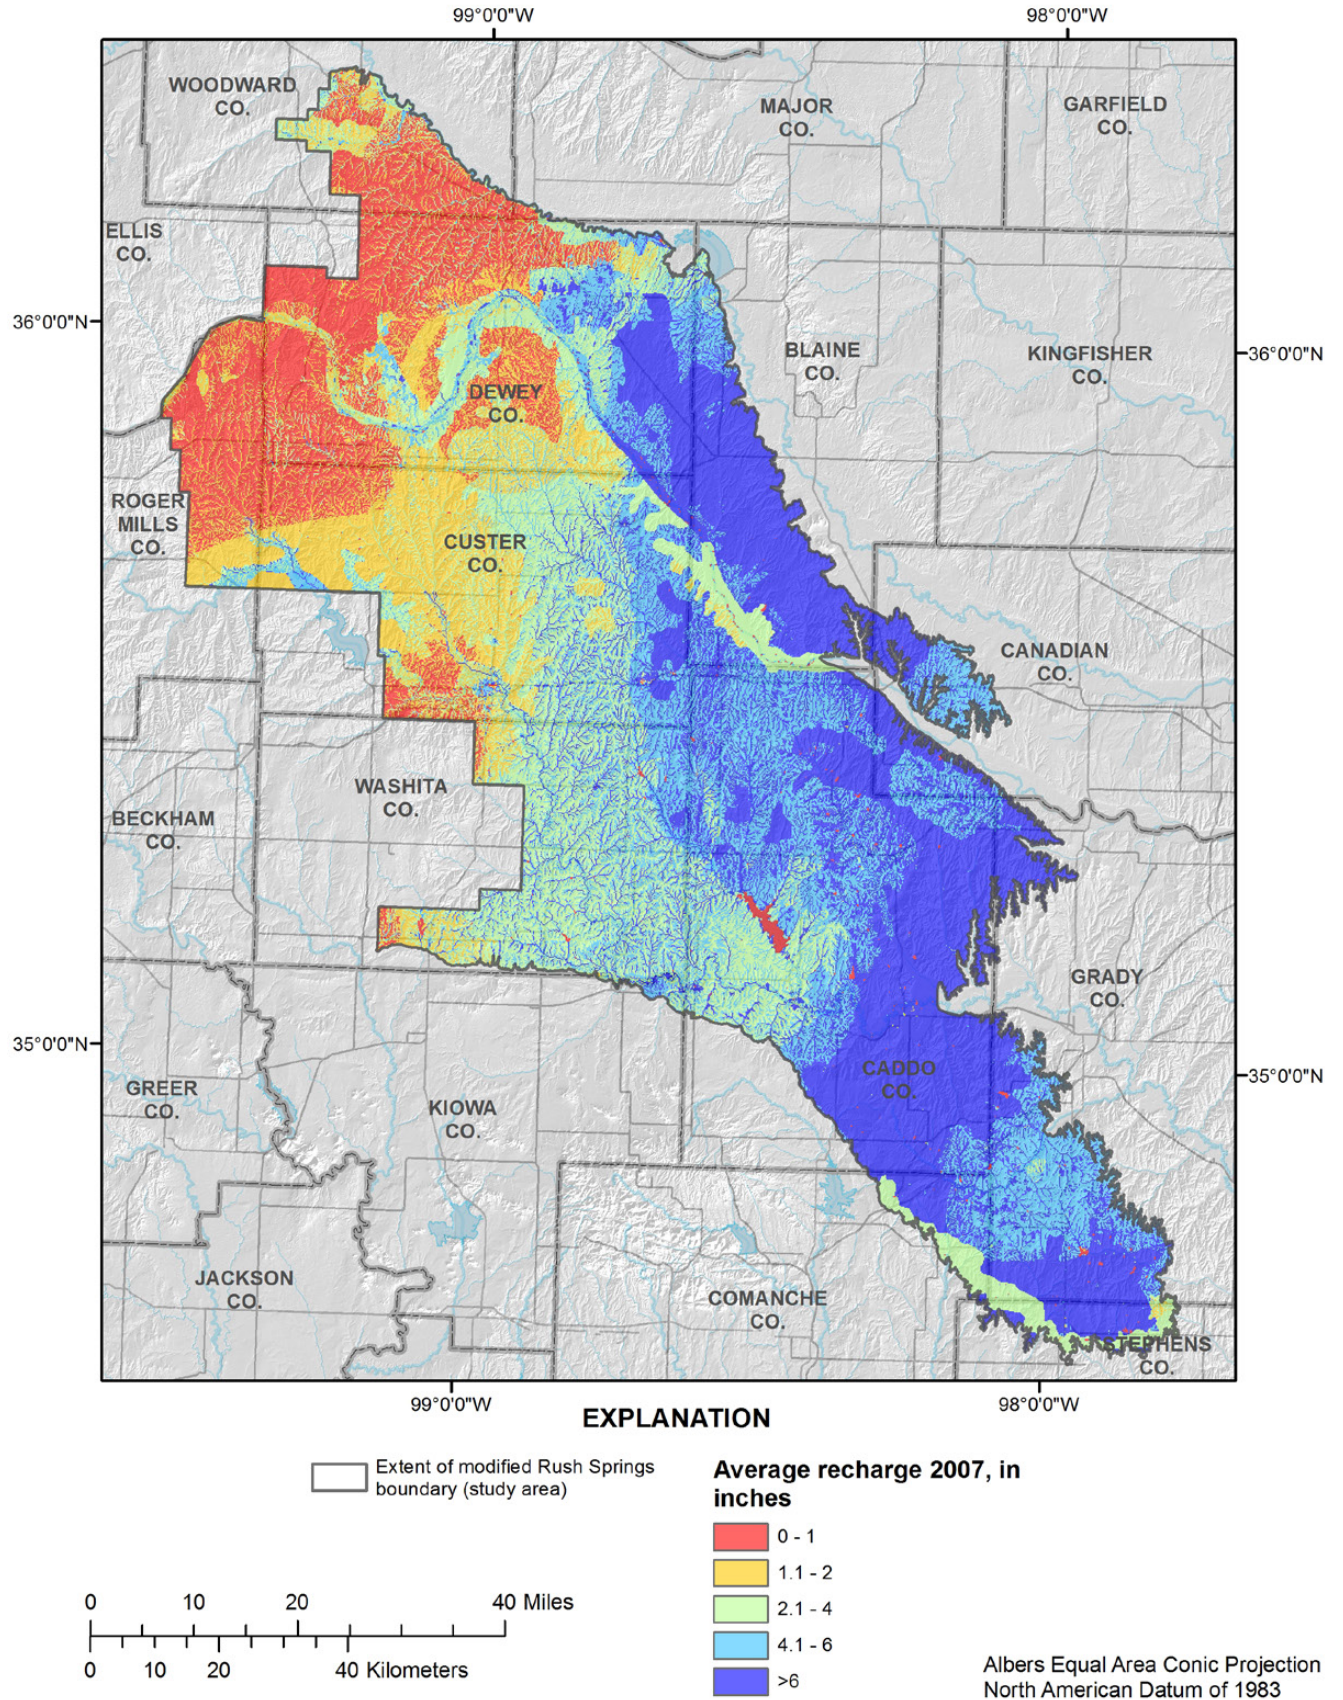 99°0'0"W
98°0'0"W
WOODWARD
CO.
MAJOR
CO.
GARFIELD
CO.
ELLIS
CO.
36°0'0"N
BLAINE
CO.
KINGFISHER
CO.
36°0'0"N
DEWEY
CO.
ROGER
MILLS
CO.
CUSTER
CO.
CANADIAN
CO.
WASHITA
CO.
BECKHAM
CO.
GRADY
CO.
35°0'0"N
CADDO
CO.
35°0'0"N
GREER
CO.
KIOWA
CO.
JACKSON
CO.
COMANCHE
CO.
STEPHENS
CO.
99°0'0"W
98°0'0"W
EXPLANATION
Extent of modified Rush Springs
boundary (study area)
Average recharge 2007, in
inches
0 - 1
1.1 - 2
2.1 - 4
4.1 - 6
>6
0 10 20 40 Miles
0 10 20 40 Kilometers
Albers Equal Area Conic Projection
North American Datum of 1983